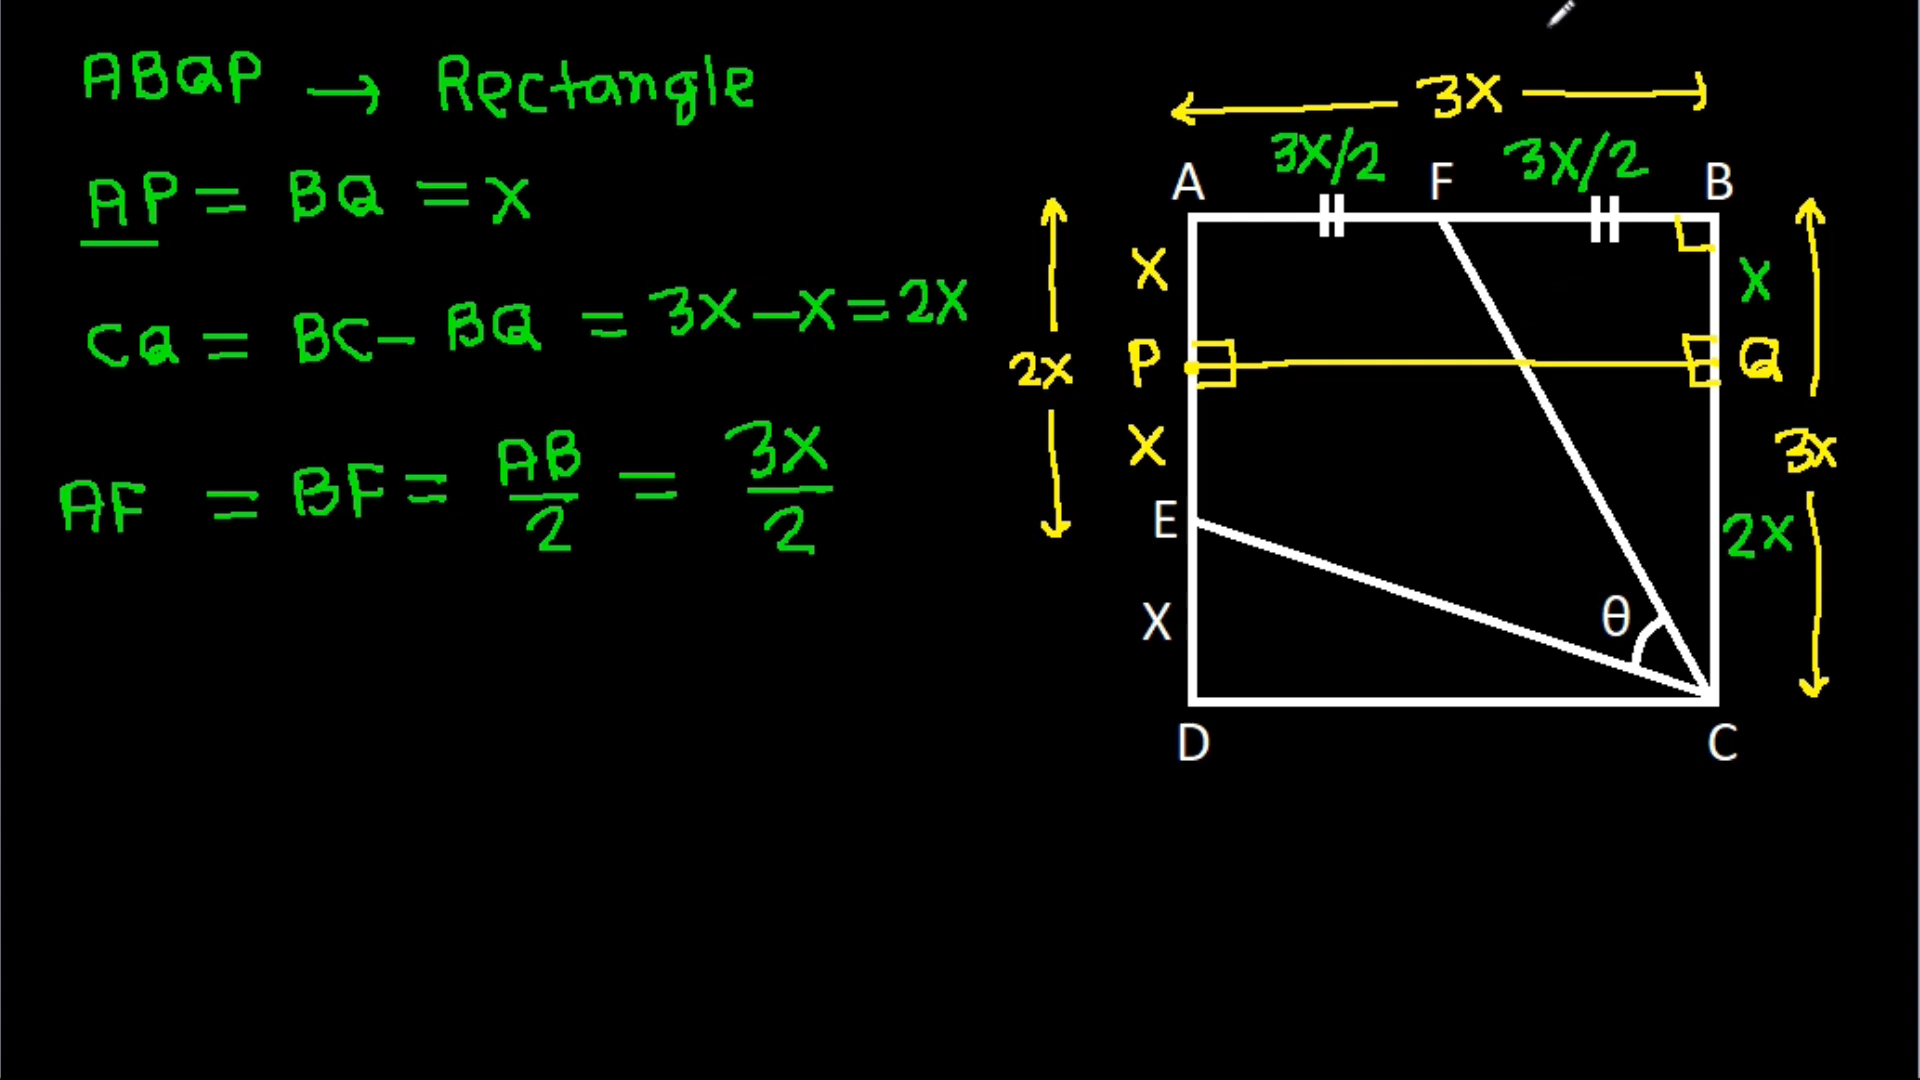 ABQP → Rectangle
AP = BQ = X
CQ = BC - BQ = 3X - X = 2X
AF = BF = AB/2 = 3X/2
3X
3X/2 3X/2
A F B
X X
2X P Q
X 3X
E 2X
X θ
D C